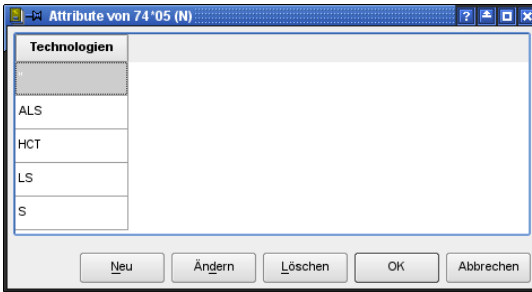 Attribute von 74*05 (N)
Technologien
''
ALS
HCT
LS
S
Neu Ändern Löschen OK Abbrechen